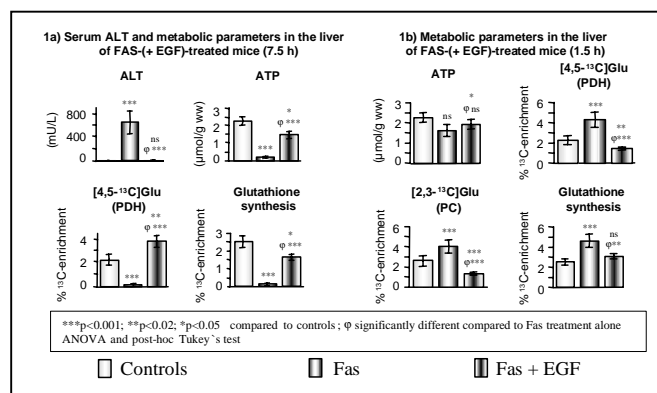 1a) Serum ALT and metabolic parameters in the liver
of FAS-(+ EGF)-treated mice (7.5 h)
ALT
(mU/L)
800
400
0
***
ns
φ ***
ATP
(μmol/g ww)
3
2
1
0
***
*
φ ***
[4,5-¹³C]Glu
(PDH)
% ¹³C-enrichment
4
2
0
***
**
φ ***
Glutathione
synthesis
% ¹³C-enrichment
3
2
1
0
***
*
φ ***
1b) Metabolic parameters in the liver
of FAS-(+ EGF)-treated mice (1.5 h)
ATP
(μmol/g ww)
3
2
1
0
ns
*
φ ns
[4,5-¹³C]Glu
(PDH)
% ¹³C-enrichment
6
4
2
0
***
**
φ ***
[2,3-¹³C]Glu
(PC)
% ¹³C-enrichment
6
4
2
0
***
***
φ***
Glutathione
synthesis
% ¹³C-enrichment
6
4
2
0
***
ns
φ**
***p<0.001; **p<0.02; *p<0.05 compared to controls; φ significantly different compared to Fas treatment alone
ANOVA and post-hoc Tukey`s test
Controls
Fas
Fas + EGF